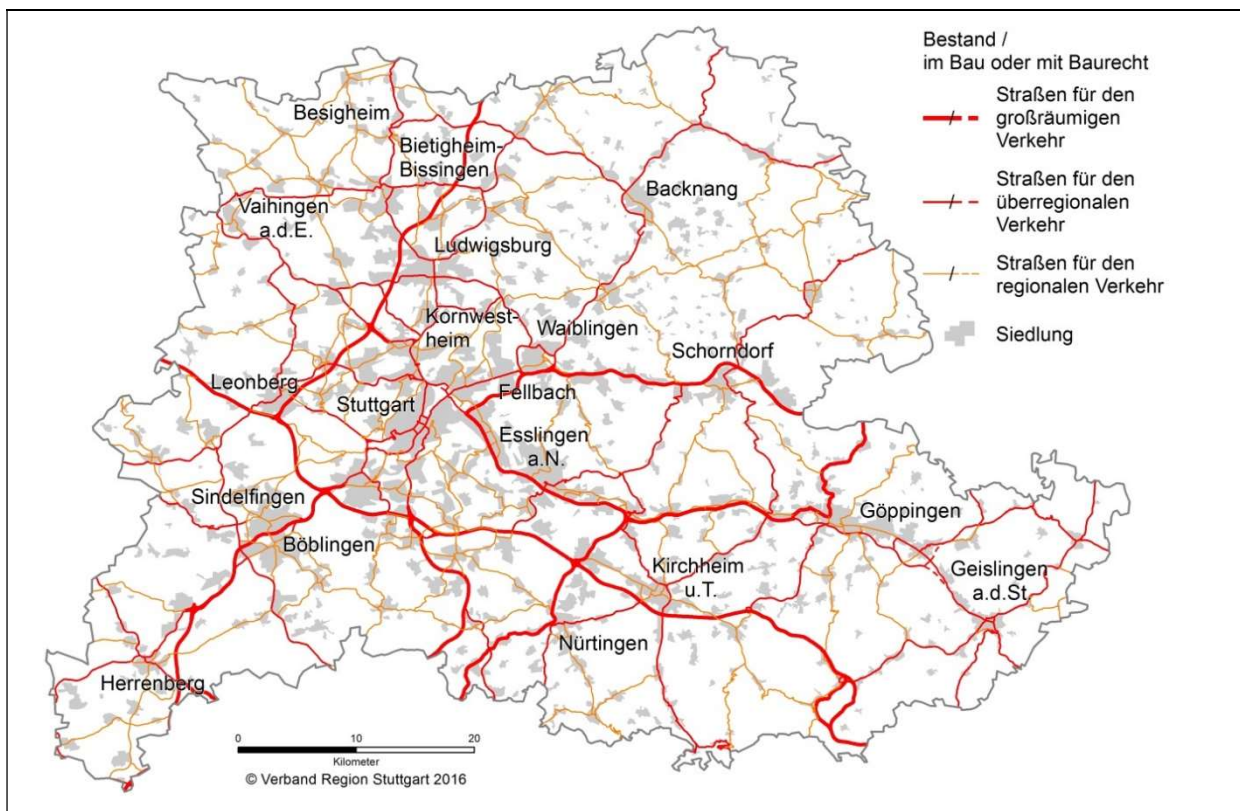 Bestand /
im Bau oder mit Baurecht
Straßen für den
großräumigen
Verkehr
Straßen für den
überregionalen
Verkehr
Straßen für den
regionalen Verkehr
Siedlung
Besigheim
Bietigheim-
Bissingen
Backnang
Vaihingen
a.d.E.
Ludwigsburg
Kornwest-
heim
Waiblingen
Schorndorf
Leonberg
Stuttgart
Fellbach
Esslingen
a.N.
Sindelfingen
Göppingen
Böblingen
Kirchheim
u.T.
Geislingen
a.d.St.
Nürtingen
Herrenberg
0 10 20
Kilometer
© Verband Region Stuttgart 2016